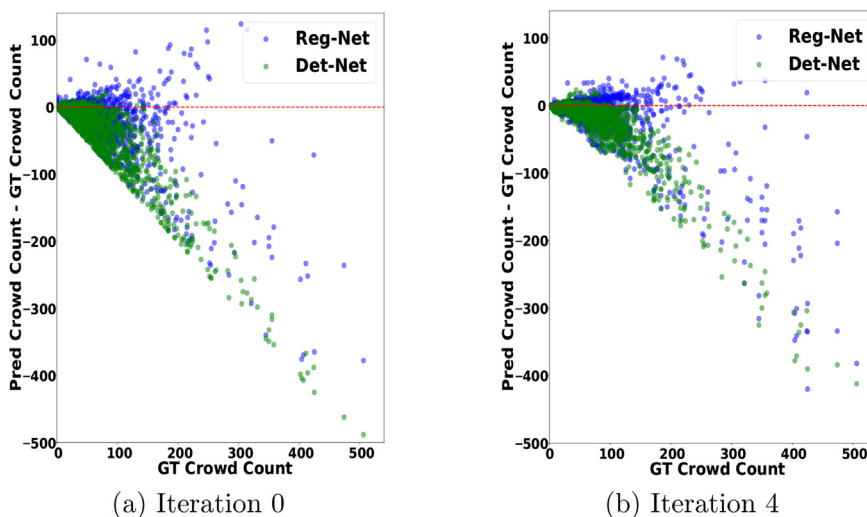 Pred Crowd Count - GT Crowd Count
100
0
−100
−200
−300
−400
−500
Reg-Net
Det-Net
0 100 200 300 400 500
GT Crowd Count
(a) Iteration 0
Pred Crowd Count - GT Crowd Count
100
0
−100
−200
−300
−400
−500
Reg-Net
Det-Net
0 100 200 300 400 500
GT Crowd Count
(b) Iteration 4